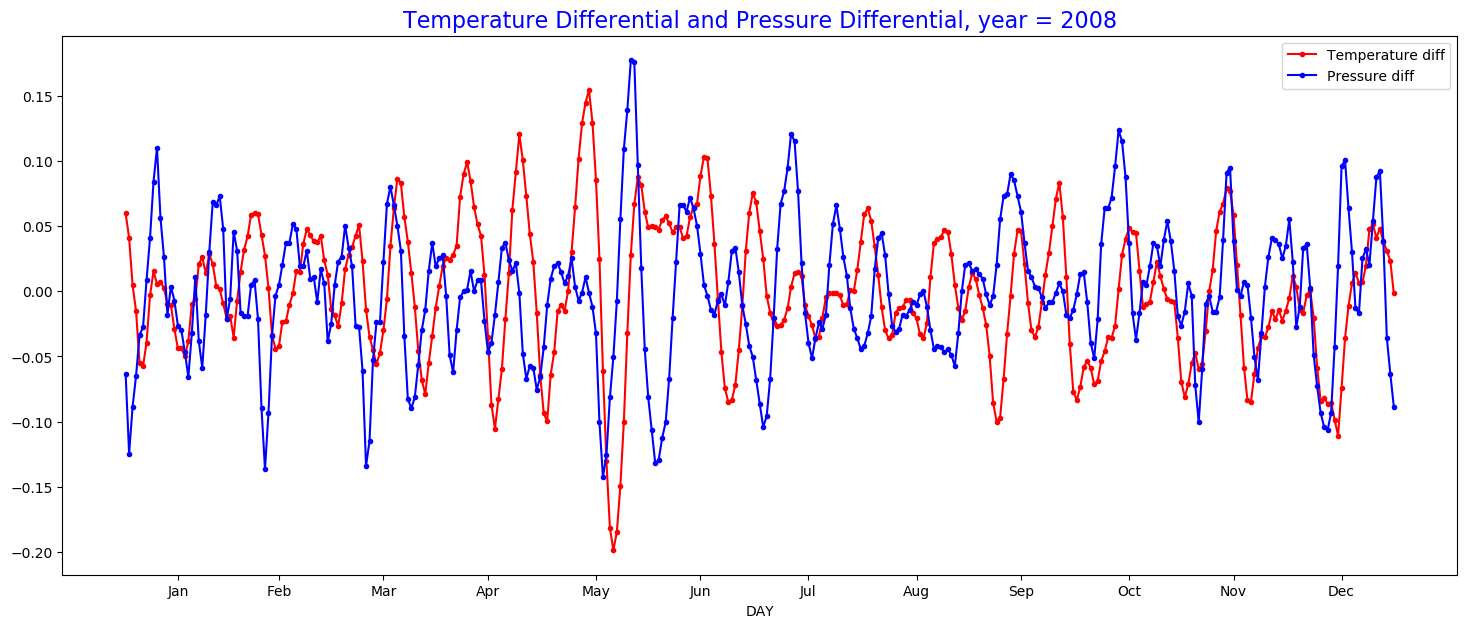 Temperature Differential and Pressure Differential, year = 2008
Temperature diff
Pressure diff
0.15
0.10
0.05
0.00
−0.05
−0.10
−0.15
−0.20
Jan Feb Mar Apr May Jun Jul Aug Sep Oct Nov Dec
DAY